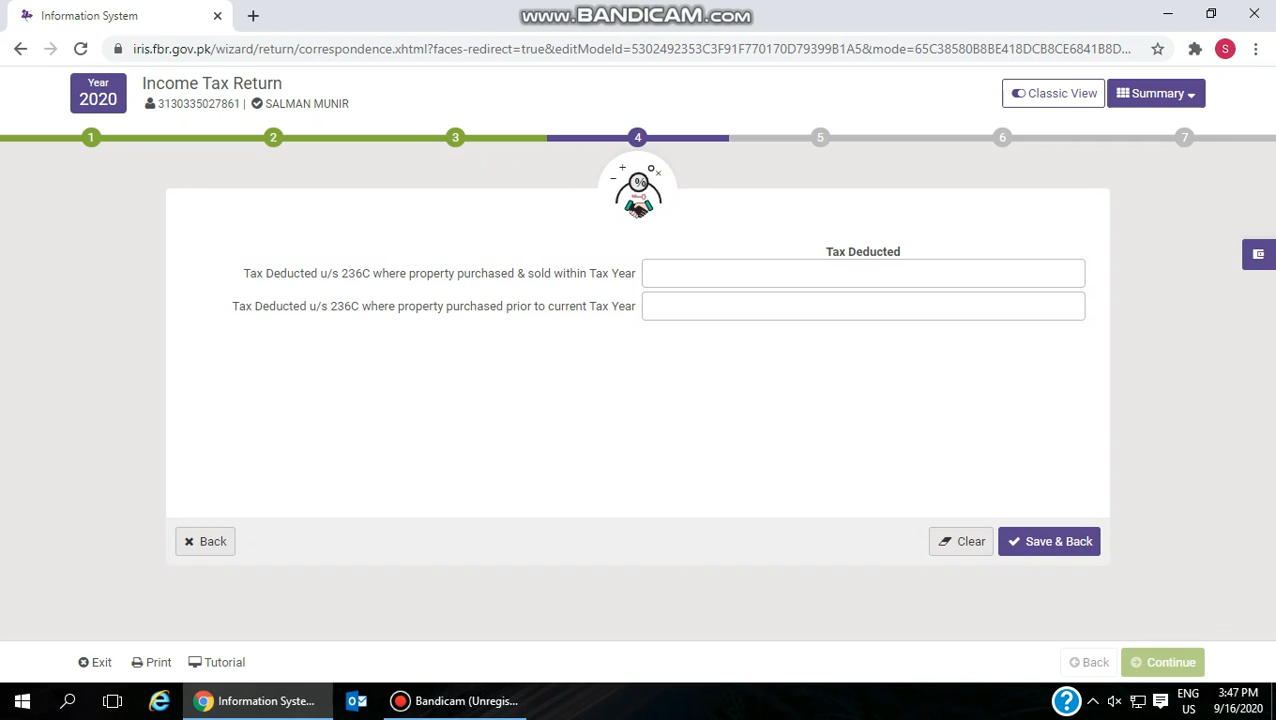 Information System
WWW.BANDICAM.COM
iris.fbr.gov.pk/wizard/return/correspondence.xhtml?faces-redirect=true&editModeId=5302492353C3F91F770170D79399B1A5&mode=65C38580B8BE418DCB8CE6841B8D...
S
Year
2020
Income Tax Return
3130335027861 | SALMAN MUNIR
Classic View
Summary
1 2 3 4 5 6 7
%
Tax Deducted
Tax Deducted u/s 236C where property purchased & sold within Tax Year
Tax Deducted u/s 236C where property purchased prior to current Tax Year
Back
Clear
Save & Back
Exit
Print
Tutorial
Back
Continue
Information Syste...
Bandicam (Unregis...
ENG
US
3:47 PM
9/16/2020